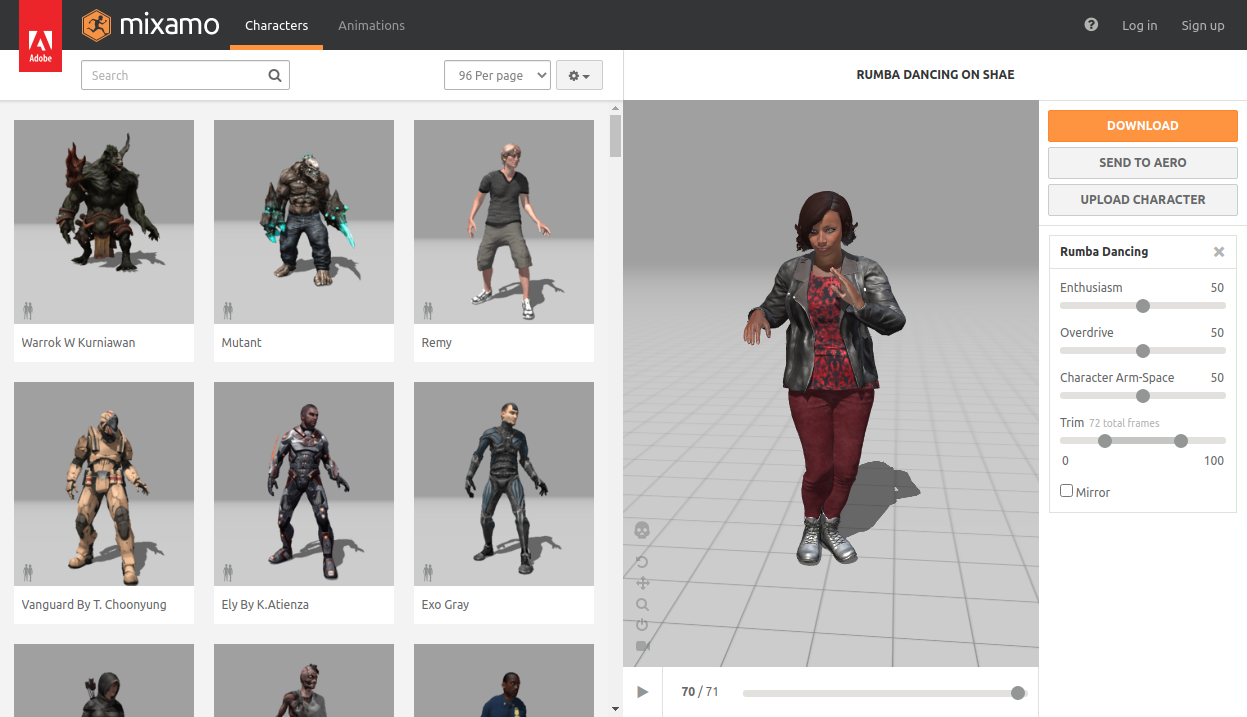 Adobe
mixamo
Characters
Animations
Log in
Sign up
Search
96 Per page
RUMBA DANCING ON SHAE
Warrok W Kurniawan
Mutant
Remy
Vanguard By T. Choonyung
Ely By K.Atienza
Exo Gray
70 / 71
DOWNLOAD
SEND TO AERO
UPLOAD CHARACTER
Rumba Dancing
Enthusiasm 50
Overdrive 50
Character Arm-Space 50
Trim 72 total frames
0 100
Mirror